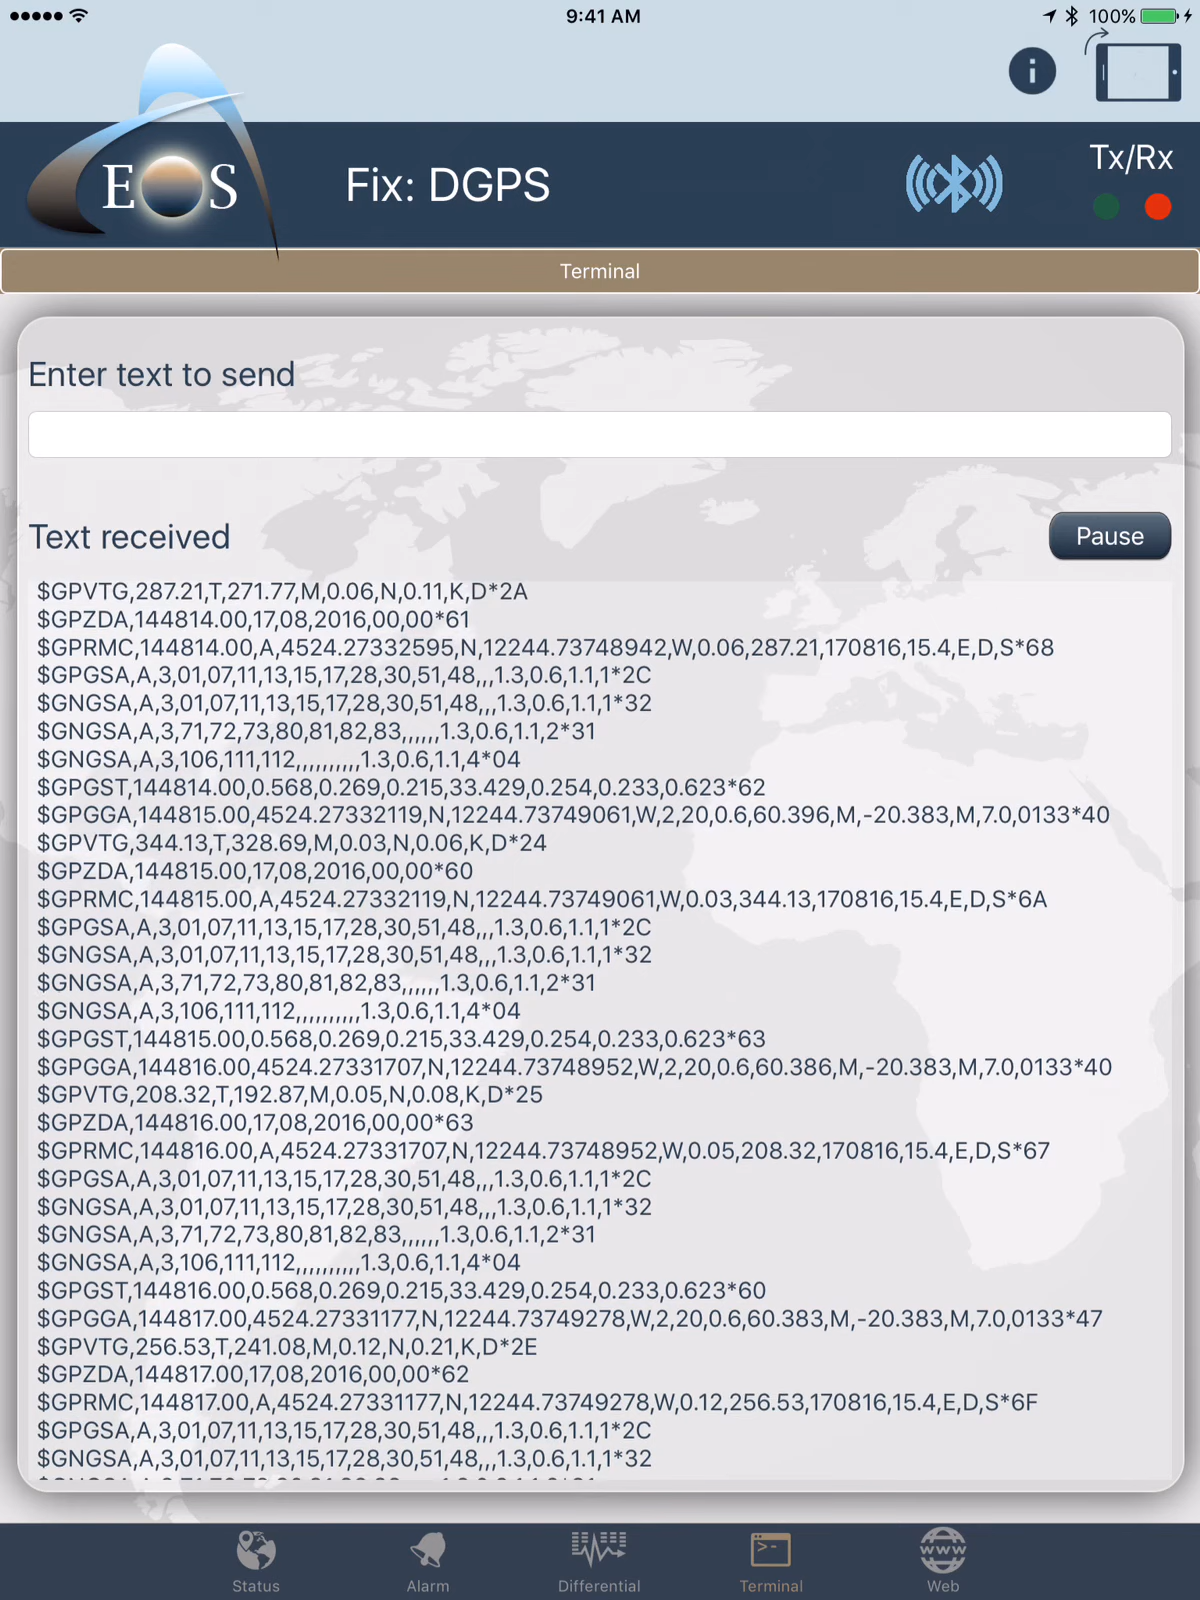 9:41 AM
100%
EOS
Fix: DGPS
Tx/Rx
Terminal
Enter text to send
Text received
Pause
$GPVTG,287.21,T,271.77,M,0.06,N,0.11,K,D*2A
$GPZDA,144814.00,17,08,2016,00,00*61
$GPRMC,144814.00,A,4524.27332595,N,12244.73748942,W,0.06,287.21,170816,15.4,E,D,S*68
$GPGSA,A,3,01,07,11,13,15,17,28,30,51,48,,,1.3,0.6,1.1,1*2C
$GNGSA,A,3,01,07,11,13,15,17,28,30,51,48,,,1.3,0.6,1.1,1*32
$GNGSA,A,3,71,72,73,80,81,82,83,,,,,,1.3,0.6,1.1,2*31
$GNGSA,A,3,106,111,112,,,,,,,,,,1.3,0.6,1.1,4*04
$GPGST,144814.00,0.568,0.269,0.215,33.429,0.254,0.233,0.623*62
$GPGGA,144815.00,4524.27332119,N,12244.73749061,W,2,20,0.6,60.396,M,-20.383,M,7.0,0133*40
$GPVTG,344.13,T,328.69,M,0.03,N,0.06,K,D*24
$GPZDA,144815.00,17,08,2016,00,00*60
$GPRMC,144815.00,A,4524.27332119,N,12244.73749061,W,0.03,344.13,170816,15.4,E,D,S*6A
$GPGSA,A,3,01,07,11,13,15,17,28,30,51,48,,,1.3,0.6,1.1,1*2C
$GNGSA,A,3,01,07,11,13,15,17,28,30,51,48,,,1.3,0.6,1.1,1*32
$GNGSA,A,3,71,72,73,80,81,82,83,,,,,,1.3,0.6,1.1,2*31
$GNGSA,A,3,106,111,112,,,,,,,,,,1.3,0.6,1.1,4*04
$GPGST,144815.00,0.568,0.269,0.215,33.429,0.254,0.233,0.623*63
$GPGGA,144816.00,4524.27331707,N,12244.73748952,W,2,20,0.6,60.386,M,-20.383,M,7.0,0133*40
$GPVTG,208.32,T,192.87,M,0.05,N,0.08,K,D*25
$GPZDA,144816.00,17,08,2016,00,00*63
$GPRMC,144816.00,A,4524.27331707,N,12244.73748952,W,0.05,208.32,170816,15.4,E,D,S*67
$GPGSA,A,3,01,07,11,13,15,17,28,30,51,48,,,1.3,0.6,1.1,1*2C
$GNGSA,A,3,01,07,11,13,15,17,28,30,51,48,,,1.3,0.6,1.1,1*32
$GNGSA,A,3,71,72,73,80,81,82,83,,,,,,1.3,0.6,1.1,2*31
$GNGSA,A,3,106,111,112,,,,,,,,,,1.3,0.6,1.1,4*04
$GPGST,144816.00,0.568,0.269,0.215,33.429,0.254,0.233,0.623*60
$GPGGA,144817.00,4524.27331177,N,12244.73749278,W,2,20,0.6,60.383,M,-20.383,M,7.0,0133*47
$GPVTG,256.53,T,241.08,M,0.12,N,0.21,K,D*2E
$GPZDA,144817.00,17,08,2016,00,00*62
$GPRMC,144817.00,A,4524.27331177,N,12244.73749278,W,0.12,256.53,170816,15.4,E,D,S*6F
$GPGSA,A,3,01,07,11,13,15,17,28,30,51,48,,,1.3,0.6,1.1,1*2C
$GNGSA,A,3,01,07,11,13,15,17,28,30,51,48,,,1.3,0.6,1.1,1*32
WWW
Status
Alarm
Differential
Terminal
Web